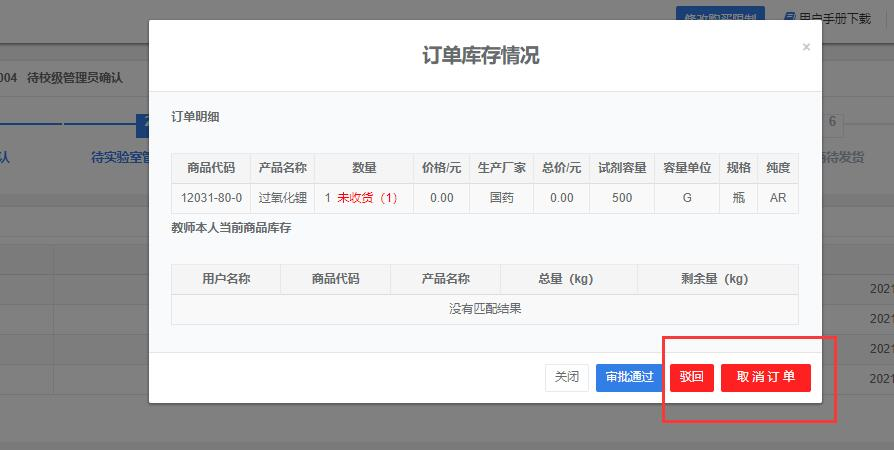 修改购买限制 用户手册下载
订单库存情况 ×
004 待校级管理员确认
订单明细
2 6
认 待实验室管 待发货
商品代码 产品名称 数量 价格/元 生产厂家 总价/元 试剂容量 容量单位 规格 纯度
12031-80-0 过氧化锂 1 未收货（1） 0.00 国药 0.00 500 G 瓶 AR
教师本人当前商品库存
用户名称 商品代码 产品名称 总量（kg） 剩余量（kg）
2021
没有匹配结果
2021
2021
关闭 审批通过 驳回 取消订单
2021